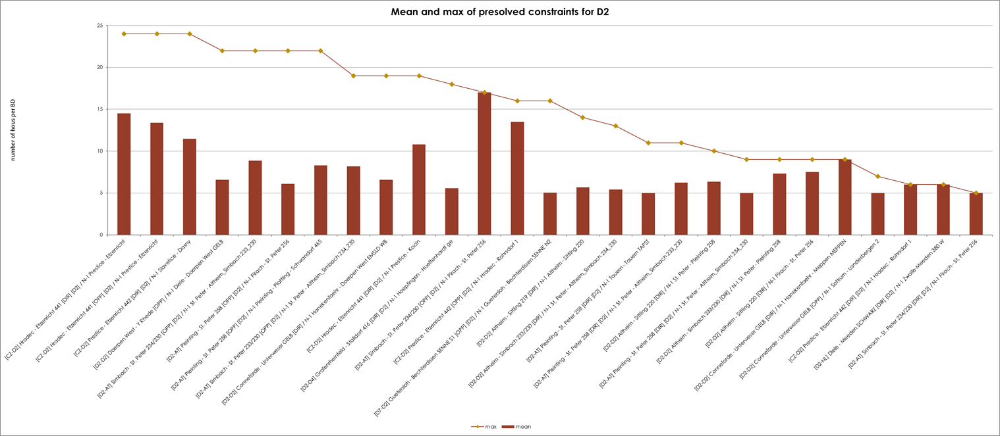 Mean and max of presolved constraints for D2
number of hous per BD
25
20
15
10
5
0
[CZ-D2] Hradec - Etzenricht 441 [DIR] [D2] / N-1 Prestice - Etzenricht
[CZ-D2] Hradec - Etzenricht 441 [OPP] [D2] / N-1 Prestice - Etzenricht
[CZ-D2] Prestice - Etzenricht 442 [DIR] [D2] / N-1 Slavetice - Dasny
[D2-D2] Doerpen West - Y Rhede [OPP] / N-1 Diele - Doerpen West GELB
[D2-AT] Simbach - St. Peter 234/230 [OPP] [D2] / N-1 St. Peter - Altheim_Simbach 233_230
[D2-AT] Pleinting - St. Peter 258 [OPP] [D2] / N-1 Pirach - St. Peter 256
[D2-AT] Pleinting - St. Peter 258 [OPP] [D2] / N-1 Pleinting - Plattling - Schwandorf 465
[D2-AT] Simbach - St. Peter 233/230 [OPP] [D2] / N-1 St. Peter - Altheim_Simbach 234_230
[D2-D2] Conneforde - Unterweser GELB [DIR] / N-1 Hanekenfaehr - Doerpen West EMSLD WB
[CZ-D2] Hradec - Etzenricht 441 [DIR] [D2] / N-1 Prestice - Kocin
[D2-D4] Grafenrheinfeld - Stalldorf 416 [DIR] [D2] / N-1 Hoepfingen - Hueffenhardt ge
[D2-AT] Simbach - St. Peter 234/230 [OPP] [D2] / N-1 Pirach - St. Peter 256
[CZ-D2] Prestice - Etzenricht 442 [OPP] [D2] / N-1 Hradec - Rohrsdorf 1
[D7-D2] Guetersloh - Bechterdissen SENNE S1 [OPP] [D2] / N-1 Guetersloh - Bechterdissen SENNE N2
[D2-D2] Altheim - Sittling 219 [DIR] / N-1 Altheim - Sittling 220
[D2-D2] Altheim - Simbach 233/230 [DIR] / N-1 St. Peter - Altheim_Simbach 234_230
[D2-AT] Pleinting - St. Peter 258 [DIR] [D2] / N-1 Tauern - Tauern TAPST
[D2-AT] Pleinting - St. Peter 258 [DIR] [D2] / N-1 St. Peter - Altheim_Simbach 233_230
[D2-D2] Altheim - Sittling 220 [DIR] / N-1 St. Peter - Pleinting 258
[D2-AT] Pleinting - St. Peter 258 [DIR] [D2] / N-1 St. Peter - Altheim_Simbach 234_230
[D2-D2] Altheim - Simbach 233/230 [DIR] / N-1 St. Peter - Pleinting 258
[D2-D2] Altheim - Sittling 220 [DIR] / N-1 Pirach - St. Peter 256
[D2-D2] Conneforde - Unterweser GELB [DIR] / N-1 Hanekenfaehr - Meppen MEPPEN
[D2-D2] Conneforde - Unterweser GELB [OPP] / N-1 Sottrum - Landesbergen 2
[CZ-D2] Prestice - Etzenricht 442 [DIR] [D2] / N-1 Hradec - Rohrsdorf 1
[D2-NL] Diele - Meeden SCHWARZ [DIR] [D2] / N-1 Zwolle-Meeden 380 W
[D2-AT] Simbach - St. Peter 234/230 [DIR] [D2] / N-1 Pirach - St. Peter 256
max mean